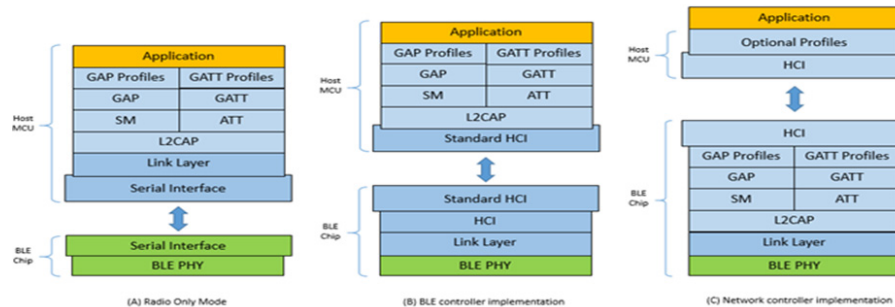 Application
GAP Profiles GATT Profiles
GAP GATT
SM ATT
L2CAP
Link Layer
Serial Interface
Host
MCU
Serial Interface
BLE PHY
BLE
Chip
(A) Radio Only Mode
Application
GAP Profiles GATT Profiles
GAP GATT
SM ATT
L2CAP
Standard HCI
Host
MCU
Standard HCI
HCI
Link Layer
BLE PHY
BLE
Chip
(B) BLE controller implementation
Application
Optional Profiles
HCI
Host
MCU
HCI
GAP Profiles GATT Profiles
GAP GATT
SM ATT
L2CAP
Link Layer
BLE PHY
BLE
Chip
(C) Network controller implementation